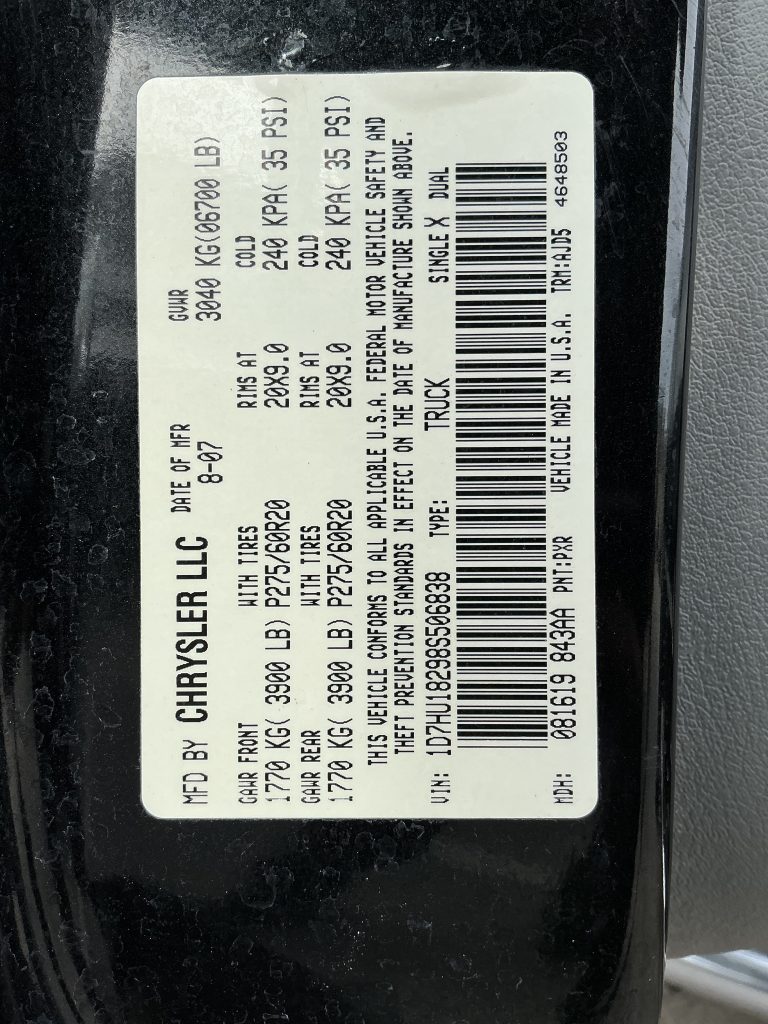 MFD BY CHRYSLER LLC DATE OF MFR GVWR
8-07 3040 KG(06700 LB)
GAWR FRONT WITH TIRES RIMS AT COLD
1770 KG( 3900 LB) P275/60R20 20X9.0 240 KPA( 35 PSI)
GAWR REAR WITH TIRES RIMS AT COLD
1770 KG( 3900 LB) P275/60R20 20X9.0 240 KPA( 35 PSI)
THIS VEHICLE CONFORMS TO ALL APPLICABLE U.S.A. FEDERAL MOTOR VEHICLE SAFETY AND
THEFT PREVENTION STANDARDS IN EFFECT ON THE DATE OF MANUFACTURE SHOWN ABOVE.
VIN: 1D7HU18298S506838 TYPE: TRUCK SINGLE X DUAL
MDH: 081619 843AA PNT:PXR VEHICLE MADE IN U.S.A. TRM:AJD5 4648503